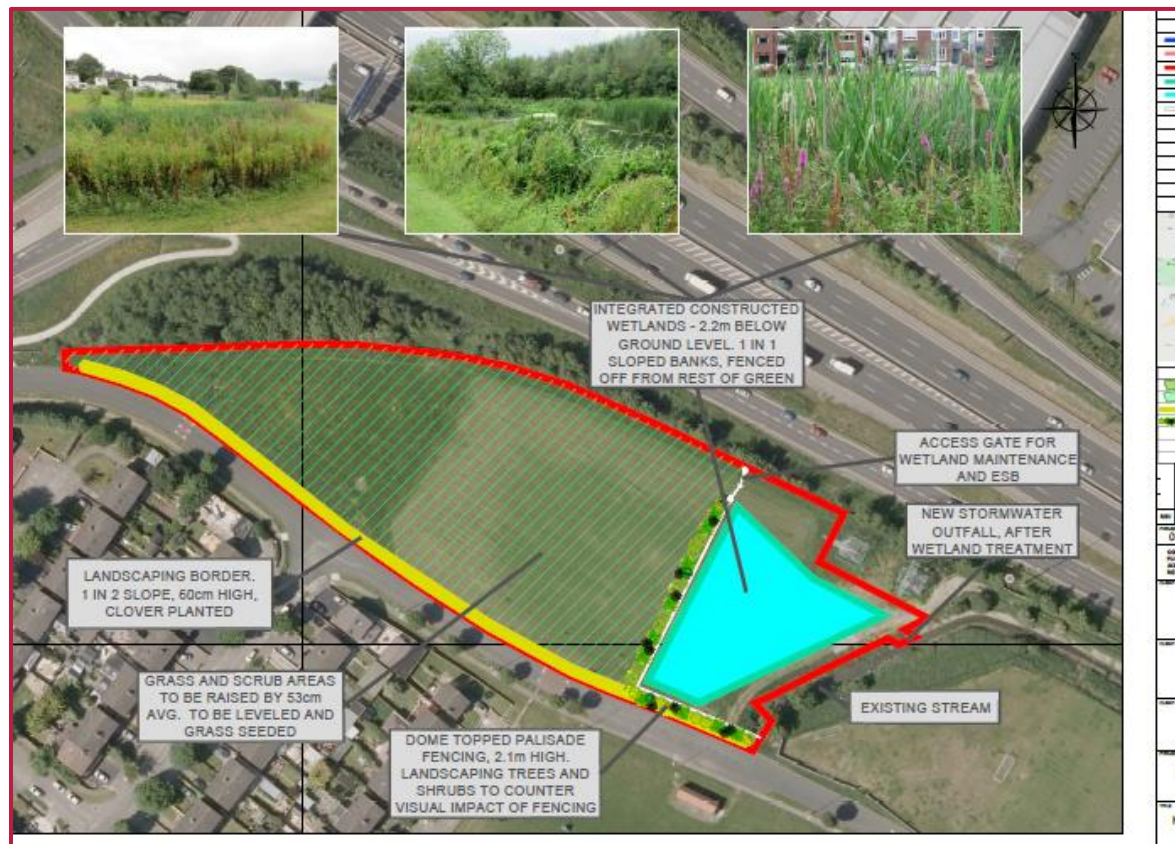 INTEGRATED CONSTRUCTED
WETLANDS - 2.2m BELOW
GROUND LEVEL. 1 IN 1
SLOPED BANKS, FENCED
OFF FROM REST OF GREEN
ACCESS GATE FOR
WETLAND MAINTENANCE
AND ESB
NEW STORMWATER
OUTFALL, AFTER
WETLAND TREATMENT
LANDSCAPING BORDER.
1 IN 2 SLOPE, 60cm HIGH,
CLOVER PLANTED
GRASS AND SCRUB AREAS
TO BE RAISED BY 53cm
AVG. TO BE LEVELED AND
GRASS SEEDED
DOME TOPPED PALISADE
FENCING, 2.1m HIGH.
LANDSCAPING TREES AND
SHRUBS TO COUNTER
VISUAL IMPACT OF FENCING
EXISTING STREAM